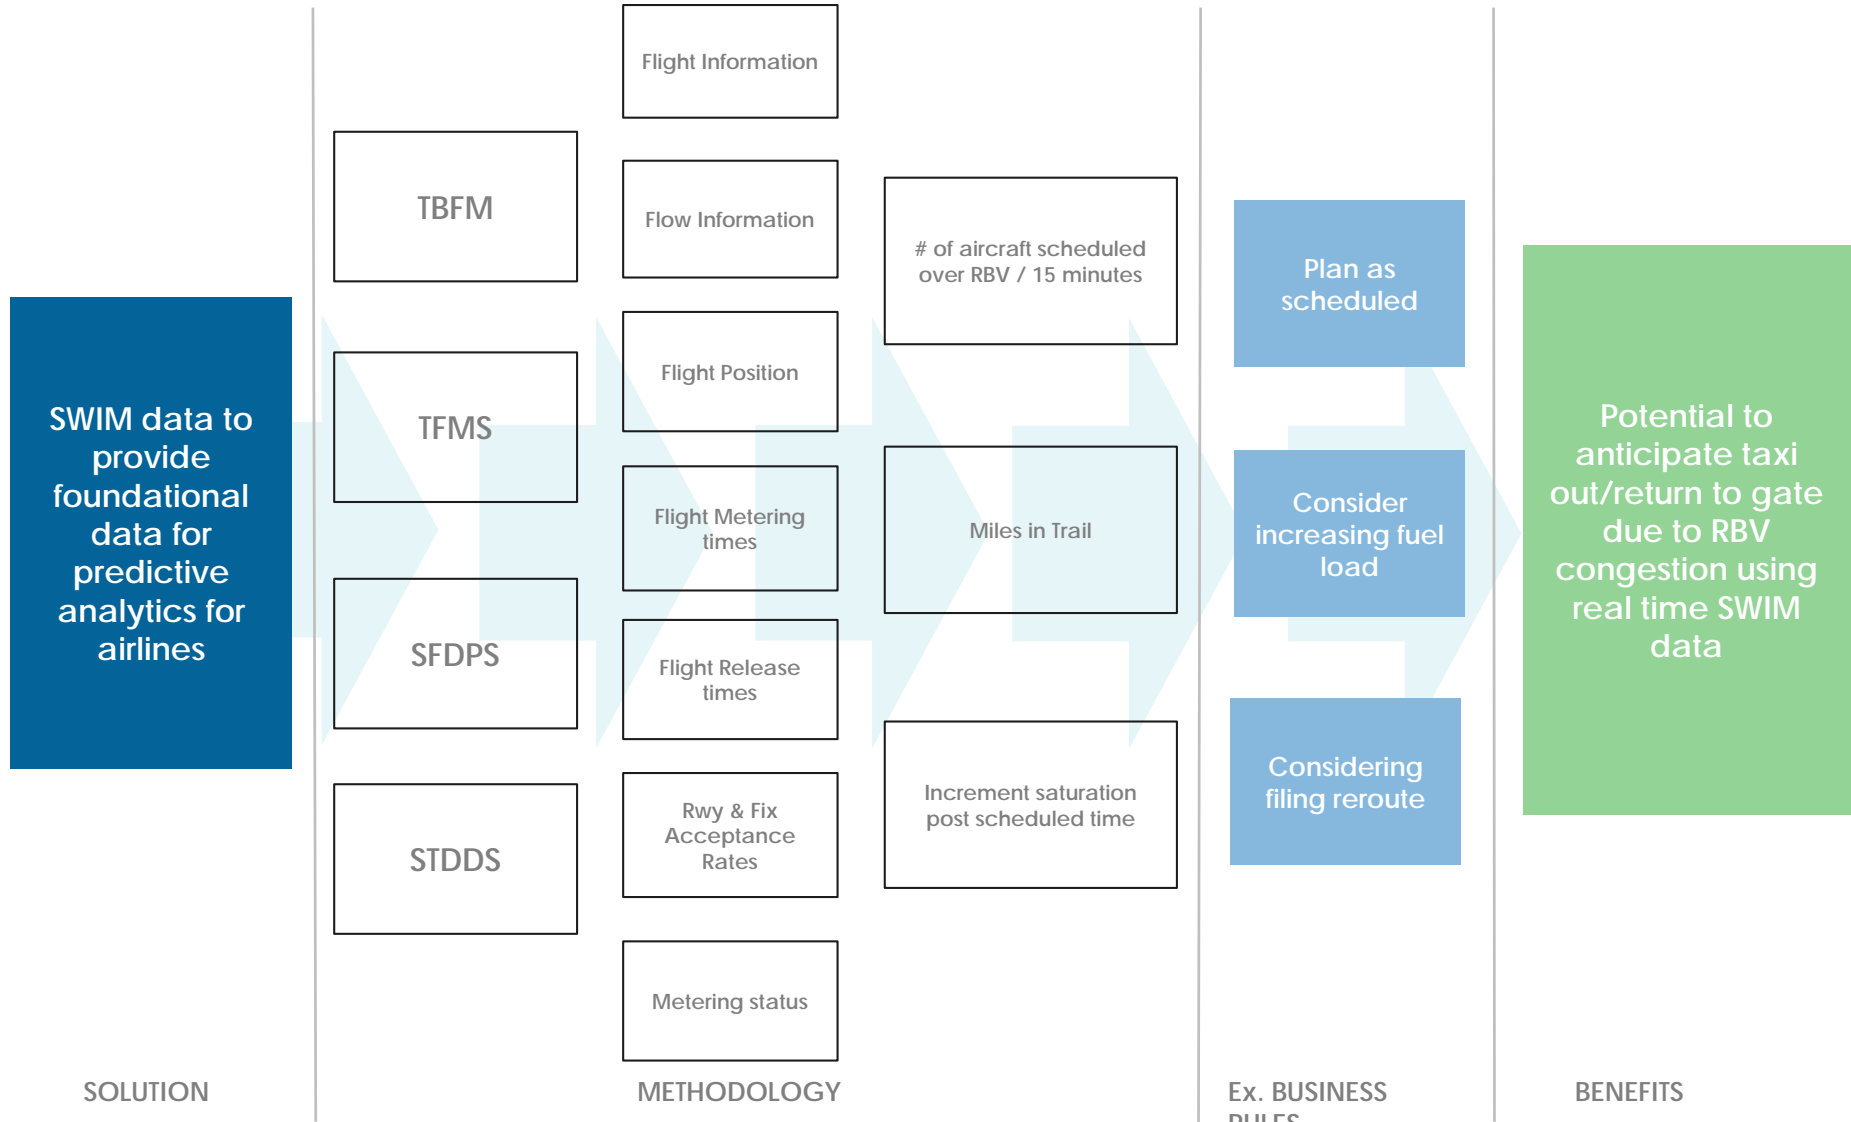 SWIM data to
provide
foundational
data for
predictive
analytics for
airlines
SOLUTION
TBFM
TFMS
SFDPS
STDDS
Flight Information
Flow Information
Flight Position
Flight Metering
times
Flight Release
times
Rwy & Fix
Acceptance
Rates
Metering status
# of aircraft scheduled
over RBV / 15 minutes
Miles in Trail
Increment saturation
post scheduled time
METHODOLOGY
Plan as
scheduled
Consider
increasing fuel
load
Considering
filing reroute
Ex. BUSINESS
RULES
Potential to
anticipate taxi
out/return to gate
due to RBV
congestion using
real time SWIM
data
BENEFITS